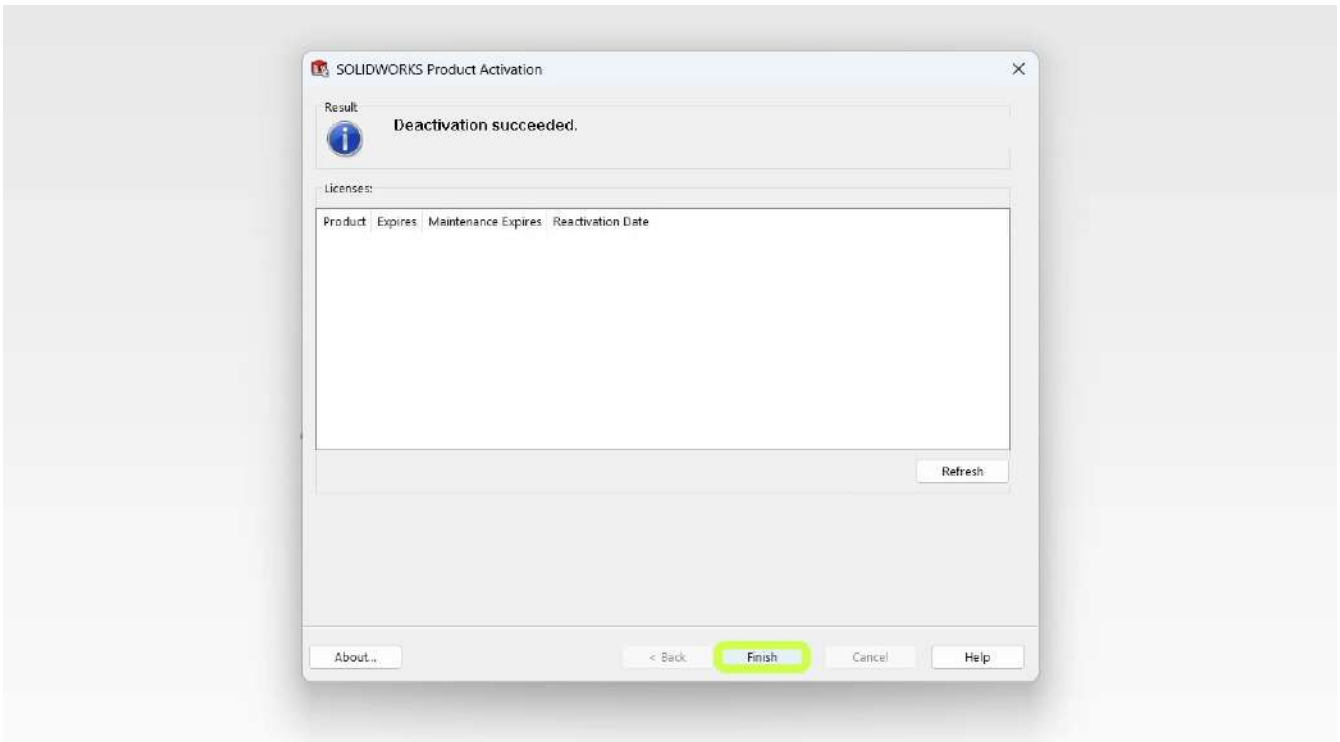 SOLIDWORKS Product Activation
Result
Deactivation succeeded.
Licenses:
Product Expires Maintenance Expires Reactivation Date
Refresh
About... < Back Finish Cancel Help